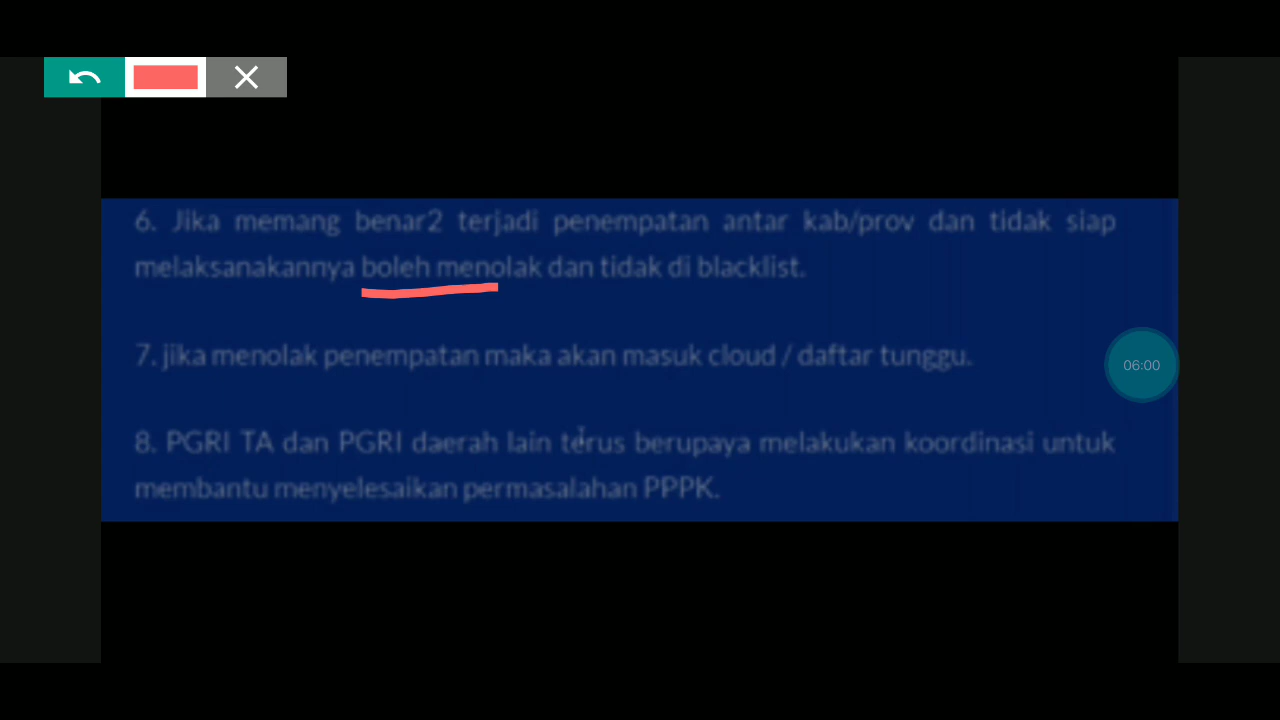 6. Jika memang benar2 terjadi penempatan antar kab/prov dan tidak siap
melaksanakannya boleh menolak dan tidak di blacklist.
7. jika menolak penempatan maka akan masuk cloud / daftar tunggu.
06:00
8. PGRI TA dan PGRI daerah lain terus berupaya melakukan koordinasi untuk
membantu menyelesaikan permasalahan PPPK.